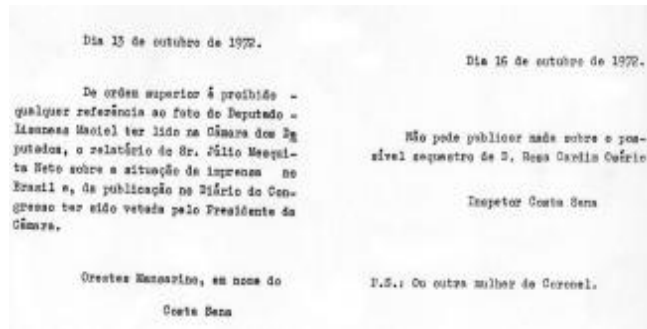 Dia 13 de outubro de 1972.
De ordem superior é proibido -
qualquer referência ao fato do Deputado -
Lisaneas Maciel ter lido na Câmara dos De
putados, o relatório do Sr. Júlio Mesqui-
ta Neto sobre a situação da imprensa no
Brasil e, da publicação no Diário do Con-
gresso ter sido vetada pelo Presidente da
Câmara.
Orestes Mansarino, em nome do
Costa Sena
Dia 16 de outubro de 1972.
Não pode publicar nada sobre o pos-
sível sequestro de D. Rosa Cardim Osório
Inspetor Costa Sena
P.S.: Ou outra mulher de Coronel.